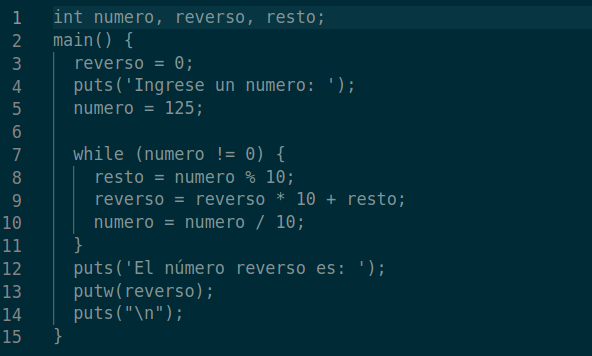 1 int numero, reverso, resto;
2 main() {
3   reverso = 0;
4   puts('Ingrese un numero: ');
5   numero = 125;
6
7   while (numero != 0) {
8     resto = numero % 10;
9     reverso = reverso * 10 + resto;
10     numero = numero / 10;
11   }
12   puts('El número reverso es: ');
13   putw(reverso);
14   puts("\n");
15 }